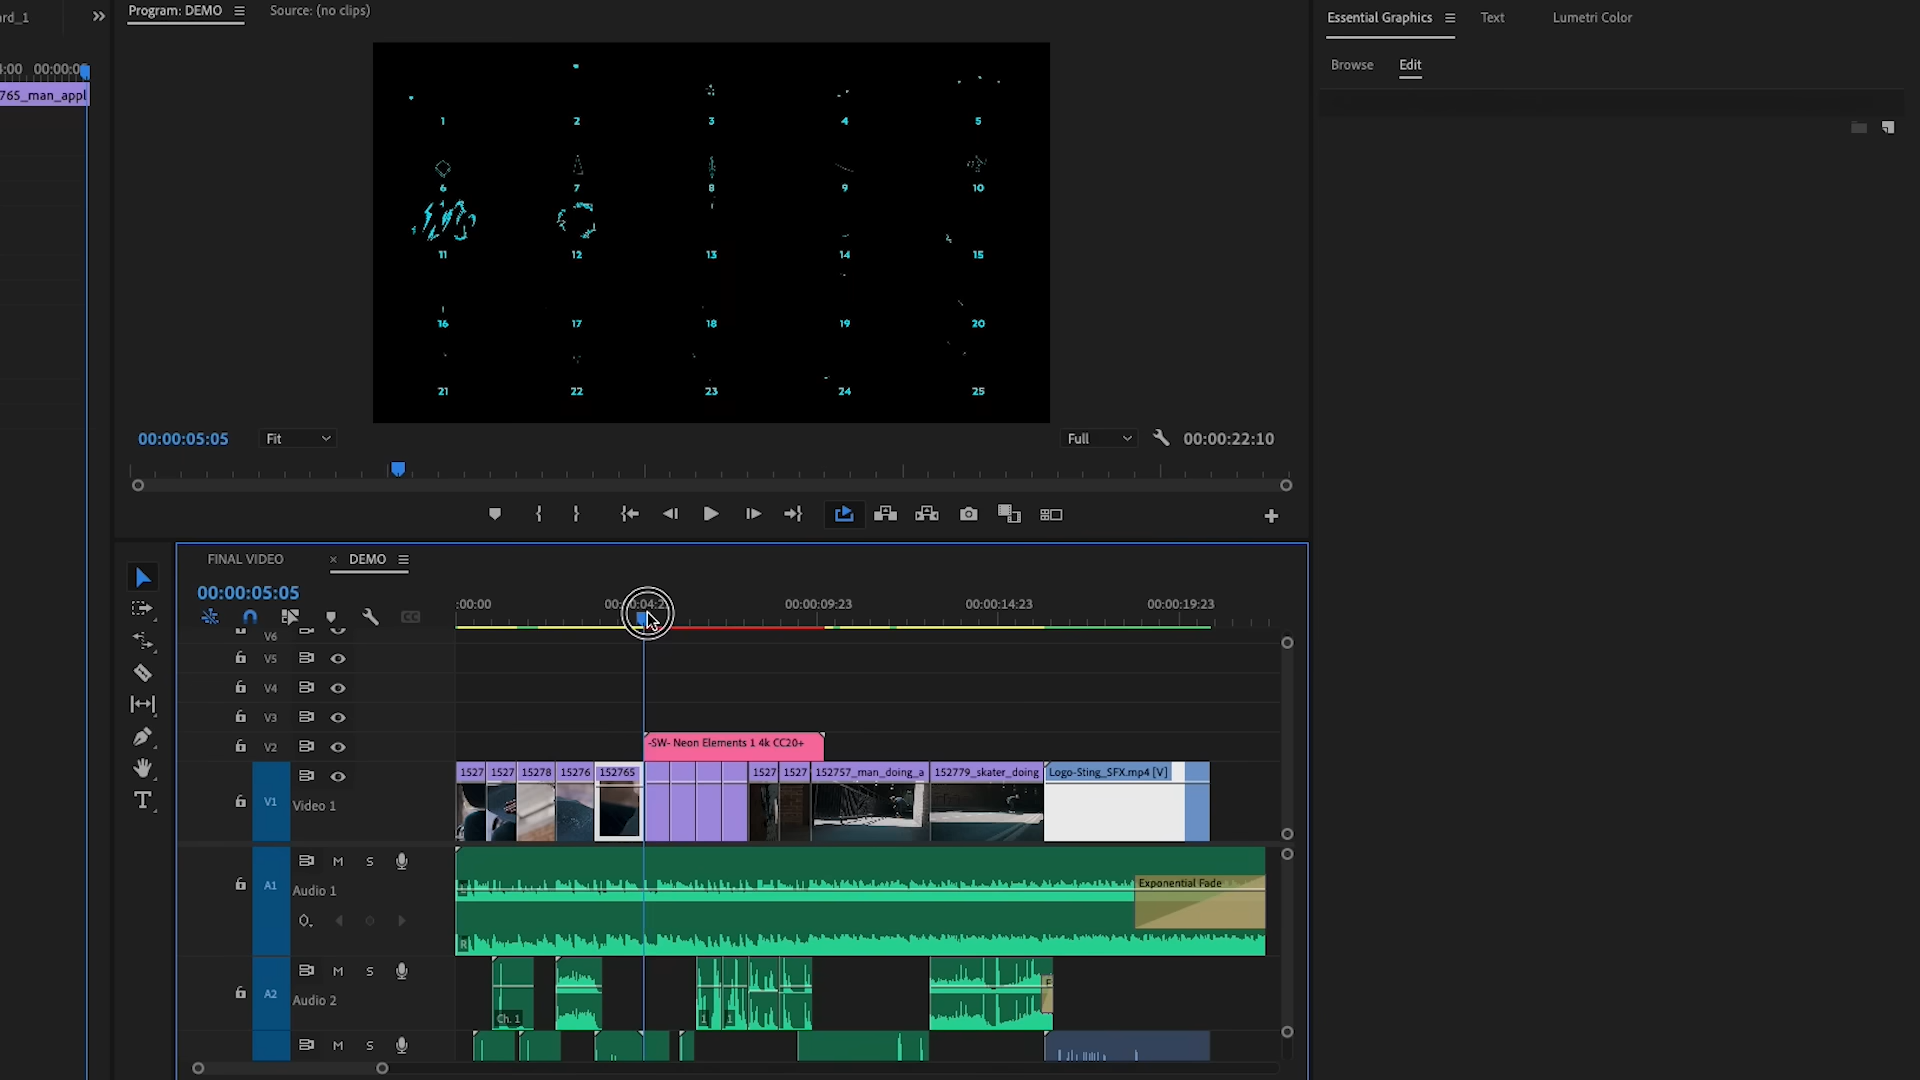 rd_1
Program: DEMO
Source: (no clips)
Essential Graphics
Text
Lumetri Color
Browse
Edit
4:00
00:00:0
765_man_appl
1 2 3 4 5
6 7 8 9 10
11 12 13 14 15
16 17 18 19 20
21 22 23 24 25
00:00:05:05
Fit
Full
00:00:22:10
FINAL VIDEO
× DEMO
00:00:05:05
:00:00
00:00:04:2
00:00:09:23
00:00:14:23
00:00:19:23
CC
V6
V5
V4
V3
V2
-SW- Neon Elements 1 4k CC20+
1527
1527
15278
15276
152765
1527
1527
152757_man_doing_a
152779_skater_doing
Logo-Sting_SFX.mp4 [V]
V1
Video 1
M S
A1
Audio 1
L
Exponential Fade
R
M S
A2
Audio 2
Ch. 1
1
1
M S